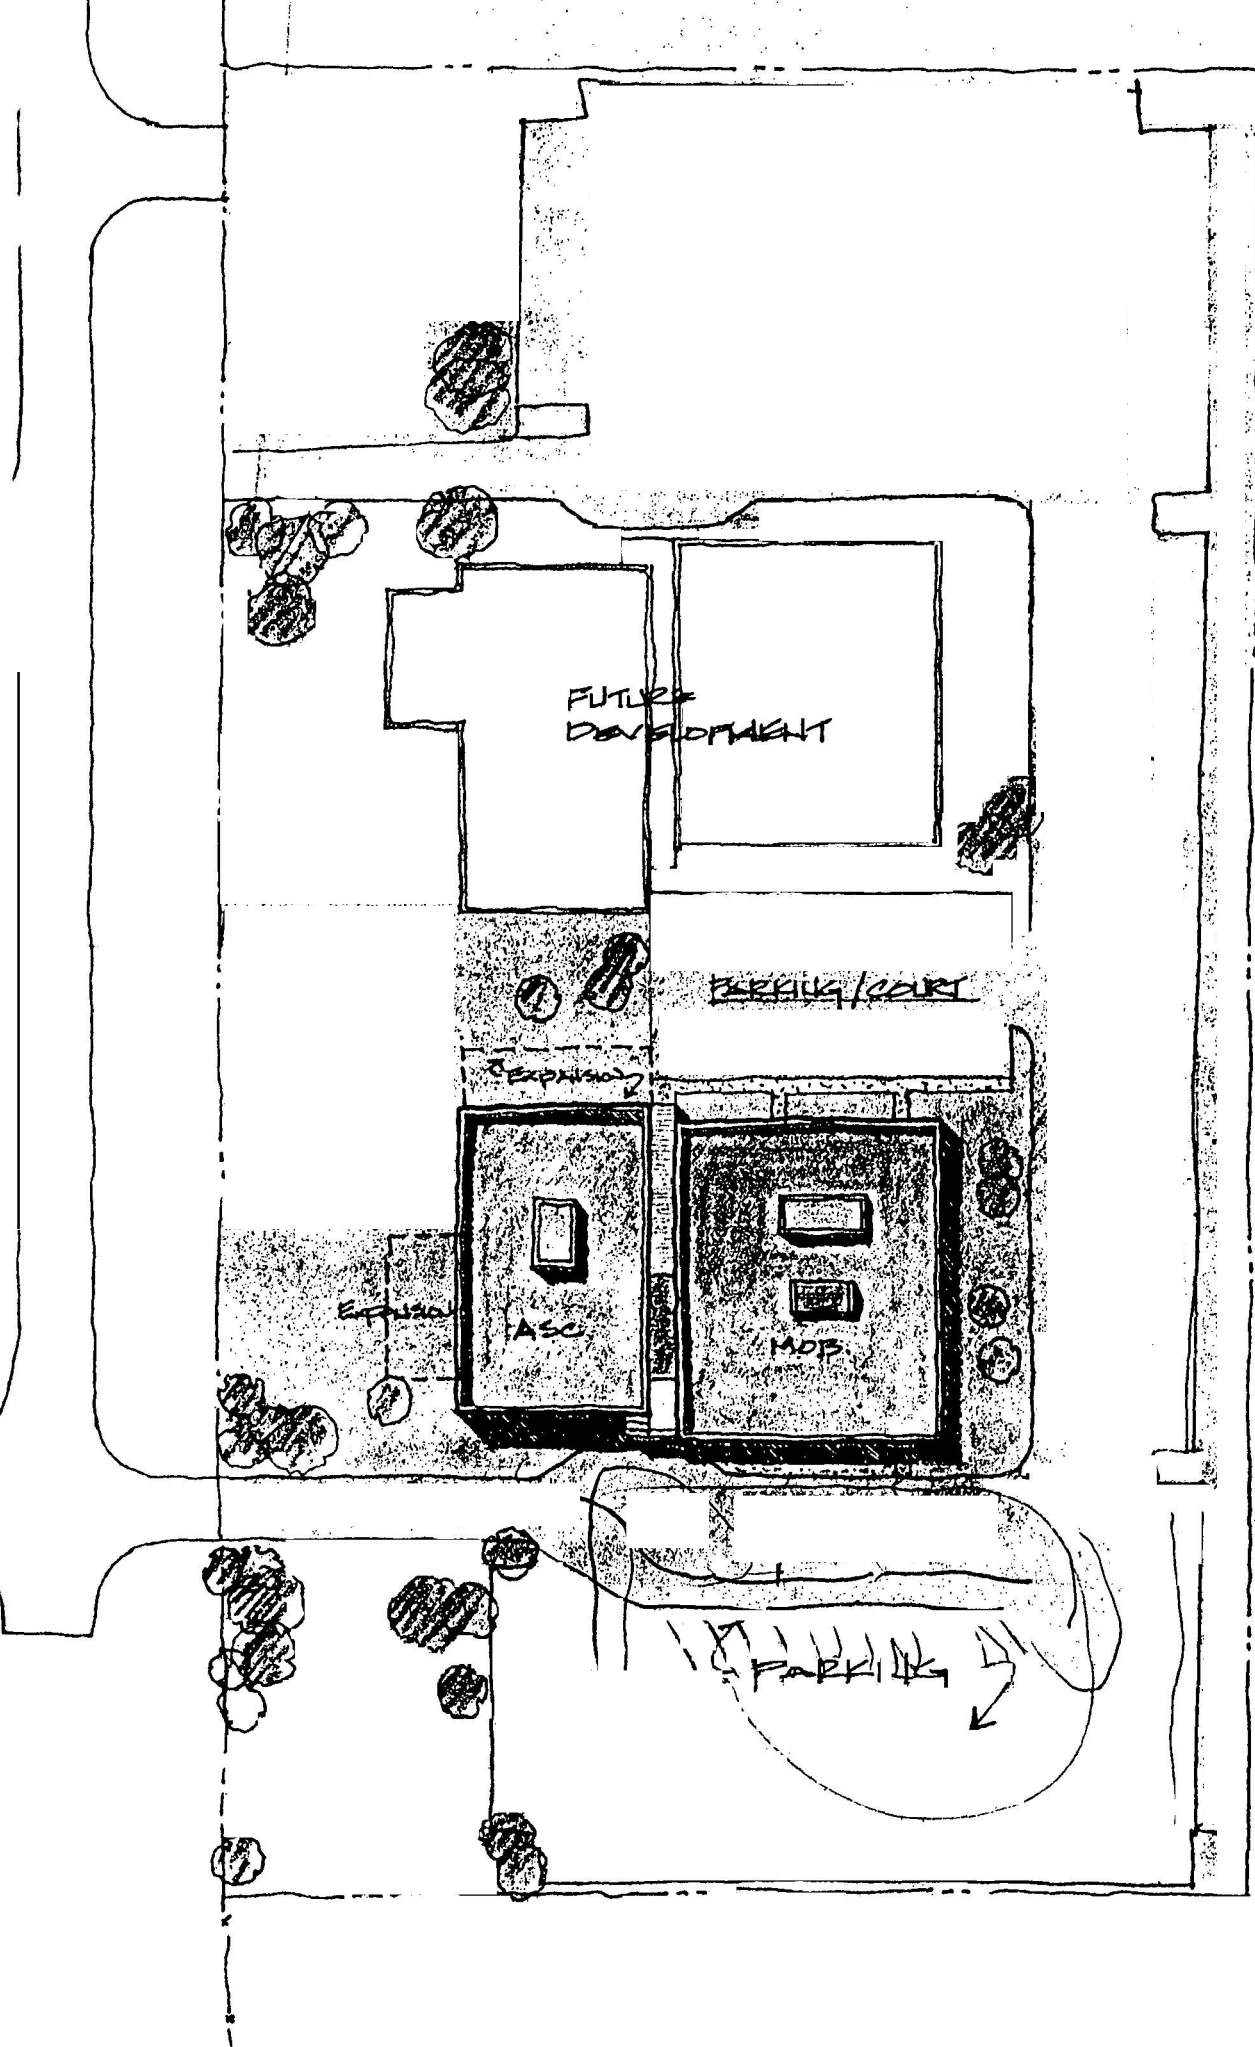 FUTURE
DEVELOPMENT
PARKING/COURT
EXPANSION
EXPANSION
ASC
MOB
PARKING